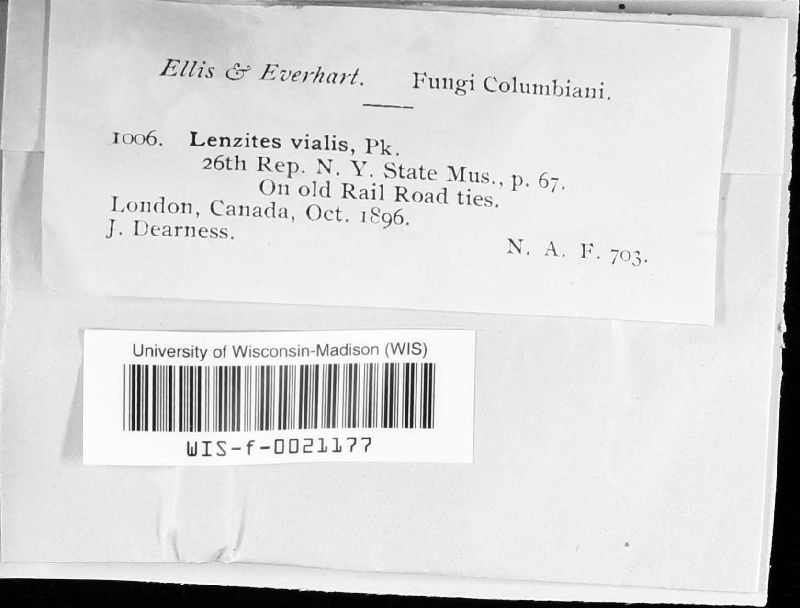 Ellis & Everhart. Fungi Columbiani.
1006. Lenzites vialis, Pk.
26th Rep. N. Y. State Mus., p. 67.
On old Rail Road ties.
London, Canada, Oct. 1896.
J. Dearness.
N. A. F. 703.
University of Wisconsin-Madison (WIS)
WIS-f-0021177